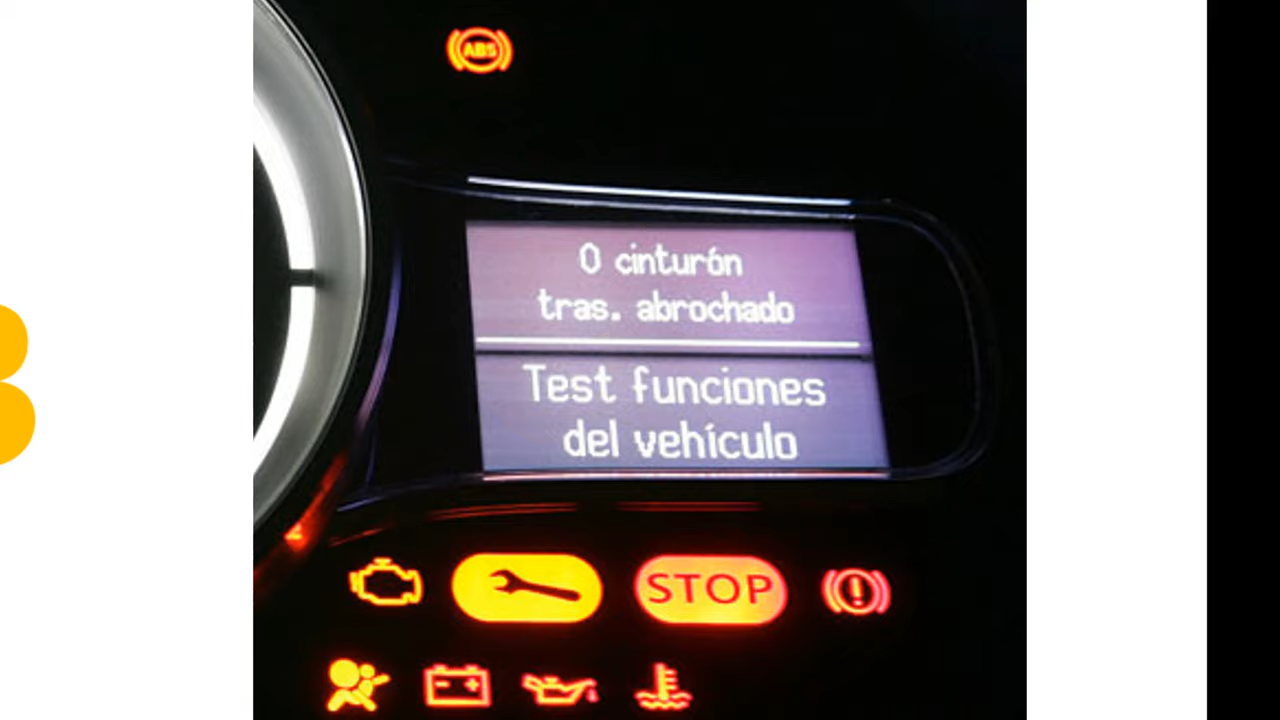 ABS
0 cinturón
tras. abrochado
Test funciones
del vehículo
STOP